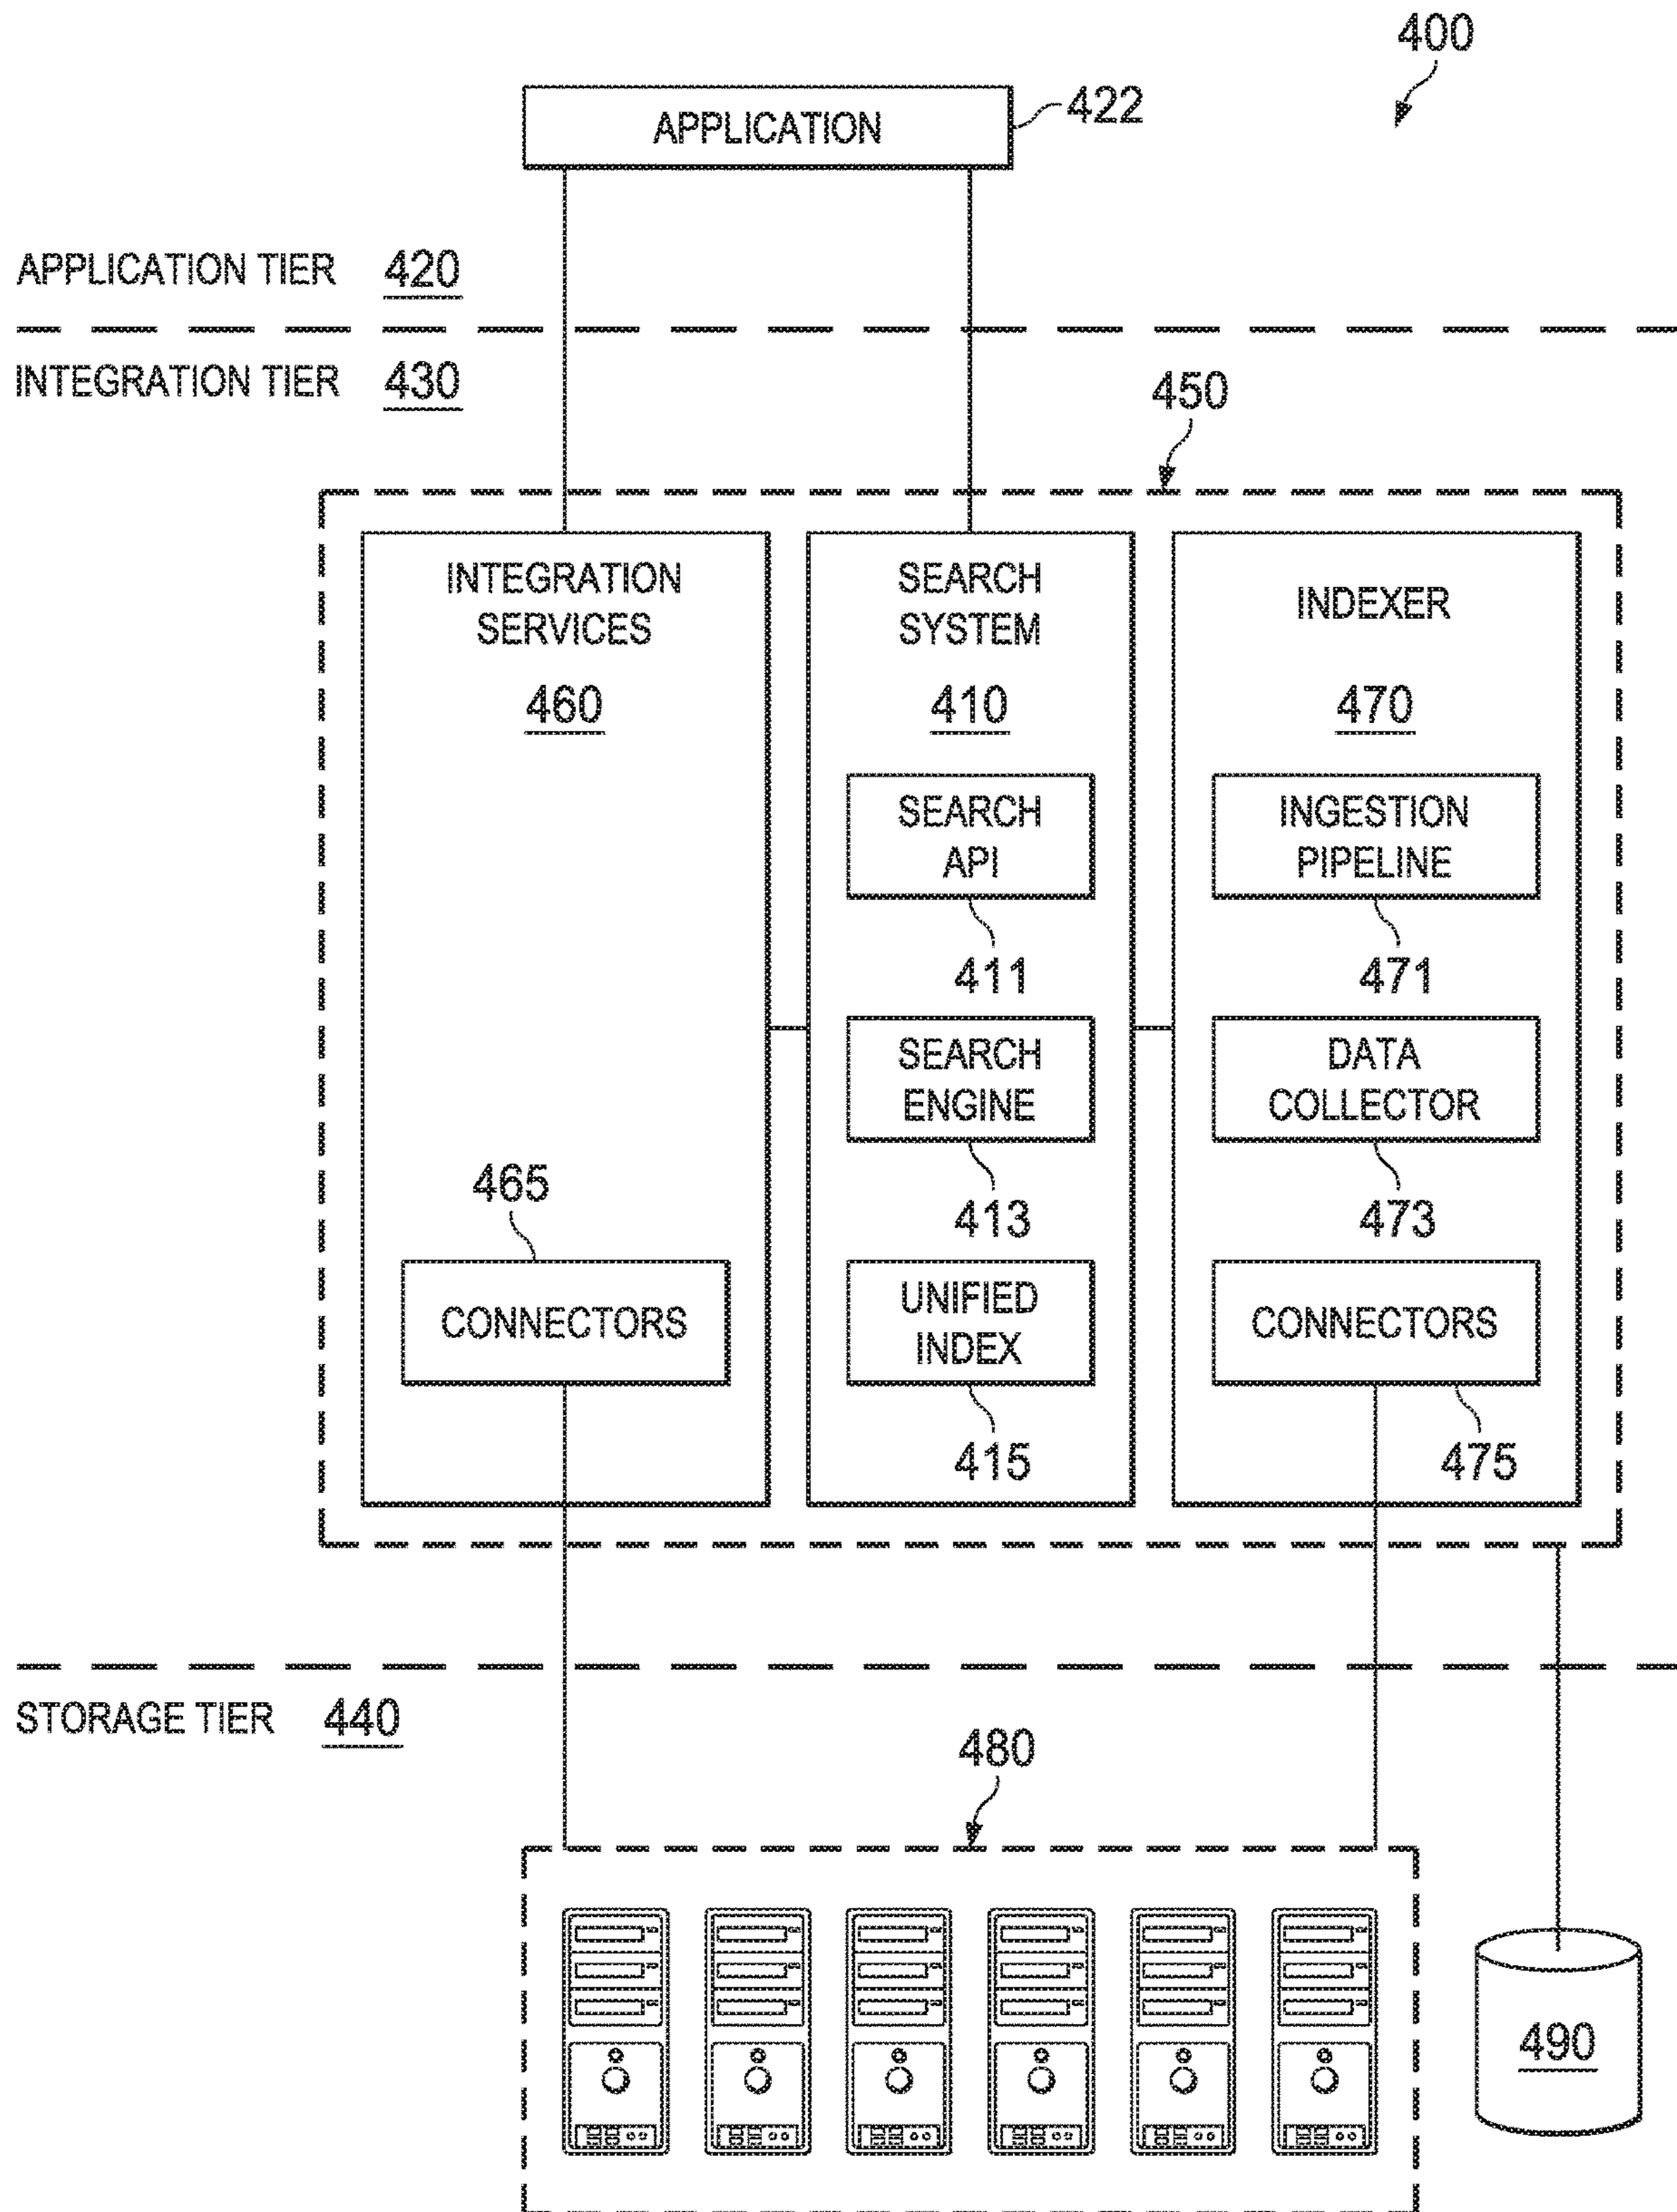 400
APPLICATION
422
APPLICATION TIER 420
INTEGRATION TIER 430
450
INTEGRATION
SERVICES
460
465
CONNECTORS
SEARCH
SYSTEM
410
SEARCH
API
411
SEARCH
ENGINE
413
UNIFIED
INDEX
415
INDEXER
470
INGESTION
PIPELINE
471
DATA
COLLECTOR
473
CONNECTORS
475
STORAGE TIER 440
480
490